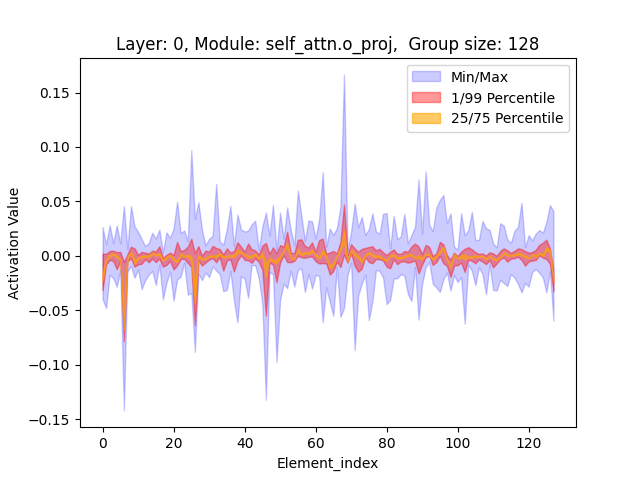 Layer: 0, Module: self_attn.o_proj,  Group size: 128
Min/Max
1/99 Percentile
25/75 Percentile
Activation Value
0.15
0.10
0.05
0.00
−0.05
−0.10
−0.15
0 20 40 60 80 100 120
Element_index